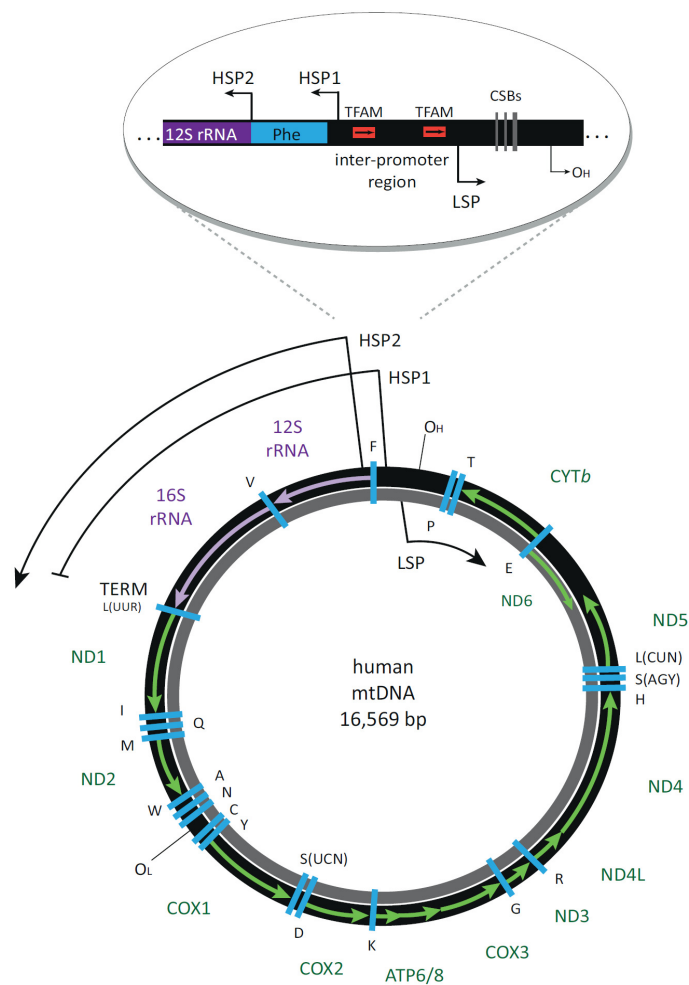 HSP2
HSP1
TFAM
TFAM
CSBs
...
12S rRNA
Phe
...
inter-promoter
region
LSP
OH
HSP2
HSP1
12S
rRNA
F
OH
T
CYTb
V
16S
rRNA
P
LSP
E
ND6
TERM
L(UUR)
ND5
ND1
human
mtDNA
16,569 bp
L(CUN)
S(AGY)
H
I
Q
M
ND2
A
N
W
C
Y
ND4
OL
S(UCN)
R
ND4L
COX1
D
K
G
ND3
COX2
ATP6/8
COX3